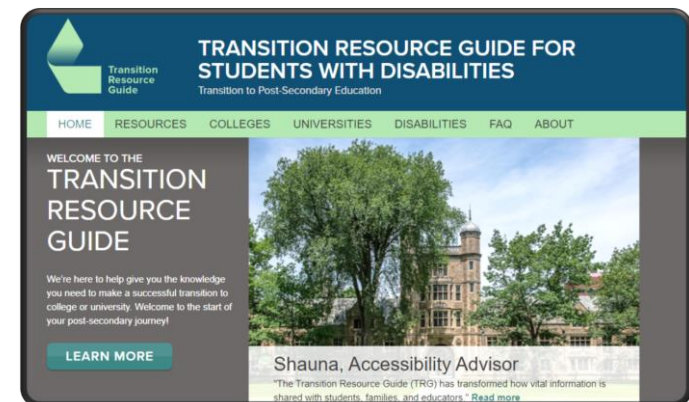 Transition
Resource
Guide
TRANSITION RESOURCE GUIDE FOR
STUDENTS WITH DISABILITIES
Transition to Post-Secondary Education
HOME RESOURCES COLLEGES UNIVERSITIES DISABILITIES FAQ ABOUT
WELCOME TO THE
TRANSITION
RESOURCE
GUIDE
We're here to help give you the knowledge
you need to make a successful transition to
college or university. Welcome to the start of
your post-secondary journey!
LEARN MORE
Shauna, Accessibility Advisor
"The Transition Resource Guide (TRG) has transformed how vital information is
shared with students, families, and educators." Read more